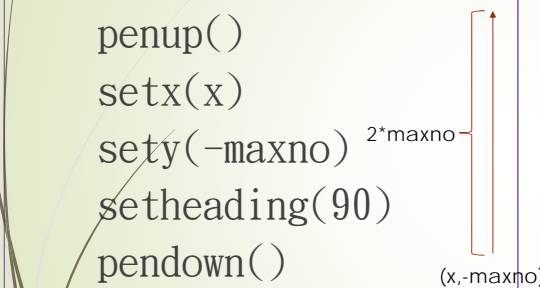 penup()
setx(x)
sety(-maxno)
2*maxno
setheading(90)
pendown()
(x,-maxno)